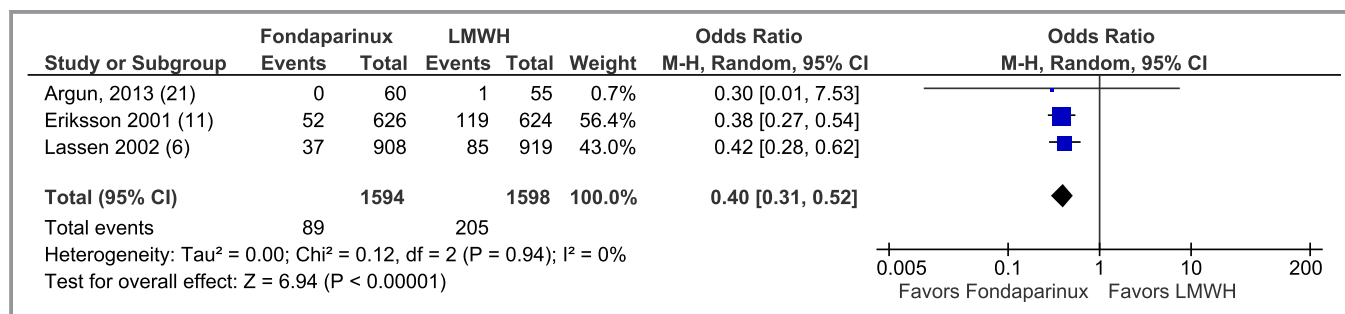 Fondaparinux LMWH Odds Ratio Odds Ratio
Study or Subgroup Events Total Events Total Weight M-H, Random, 95% CI M-H, Random, 95% CI
Argun, 2013 (21) 0 60 1 55 0.7% 0.30 [0.01, 7.53]
Eriksson 2001 (11) 52 626 119 624 56.4% 0.38 [0.27, 0.54]
Lassen 2002 (6) 37 908 85 919 43.0% 0.42 [0.28, 0.62]
Total (95% CI) 1594 1598 100.0% 0.40 [0.31, 0.52]
Total events 89 205
Heterogeneity: Tau² = 0.00; Chi² = 0.12, df = 2 (P = 0.94); I² = 0%
Test for overall effect: Z = 6.94 (P < 0.00001)
0.005 0.1 1 10 200
Favors Fondaparinux Favors LMWH